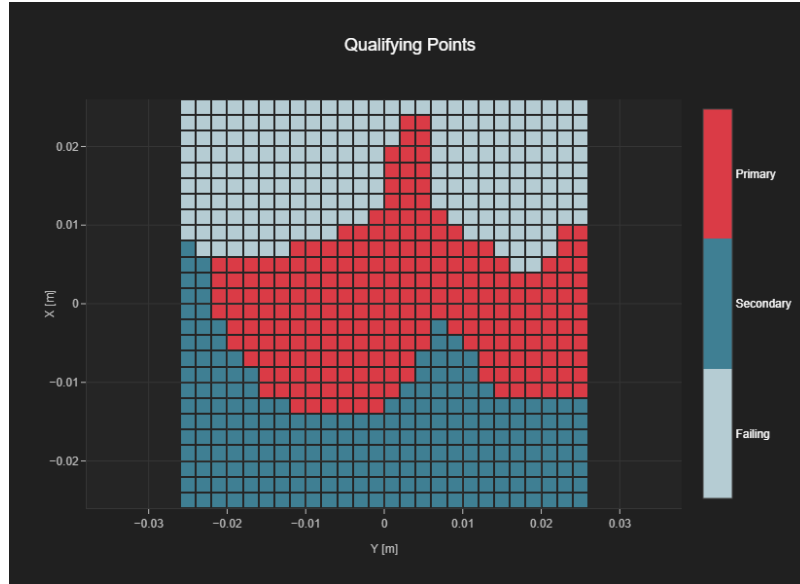 Qualifying Points
0.02
0.01
0
−0.01
−0.02
X [m]
−0.03
−0.02
−0.01
0
0.01
0.02
0.03
Y [m]
Primary
Secondary
Failing